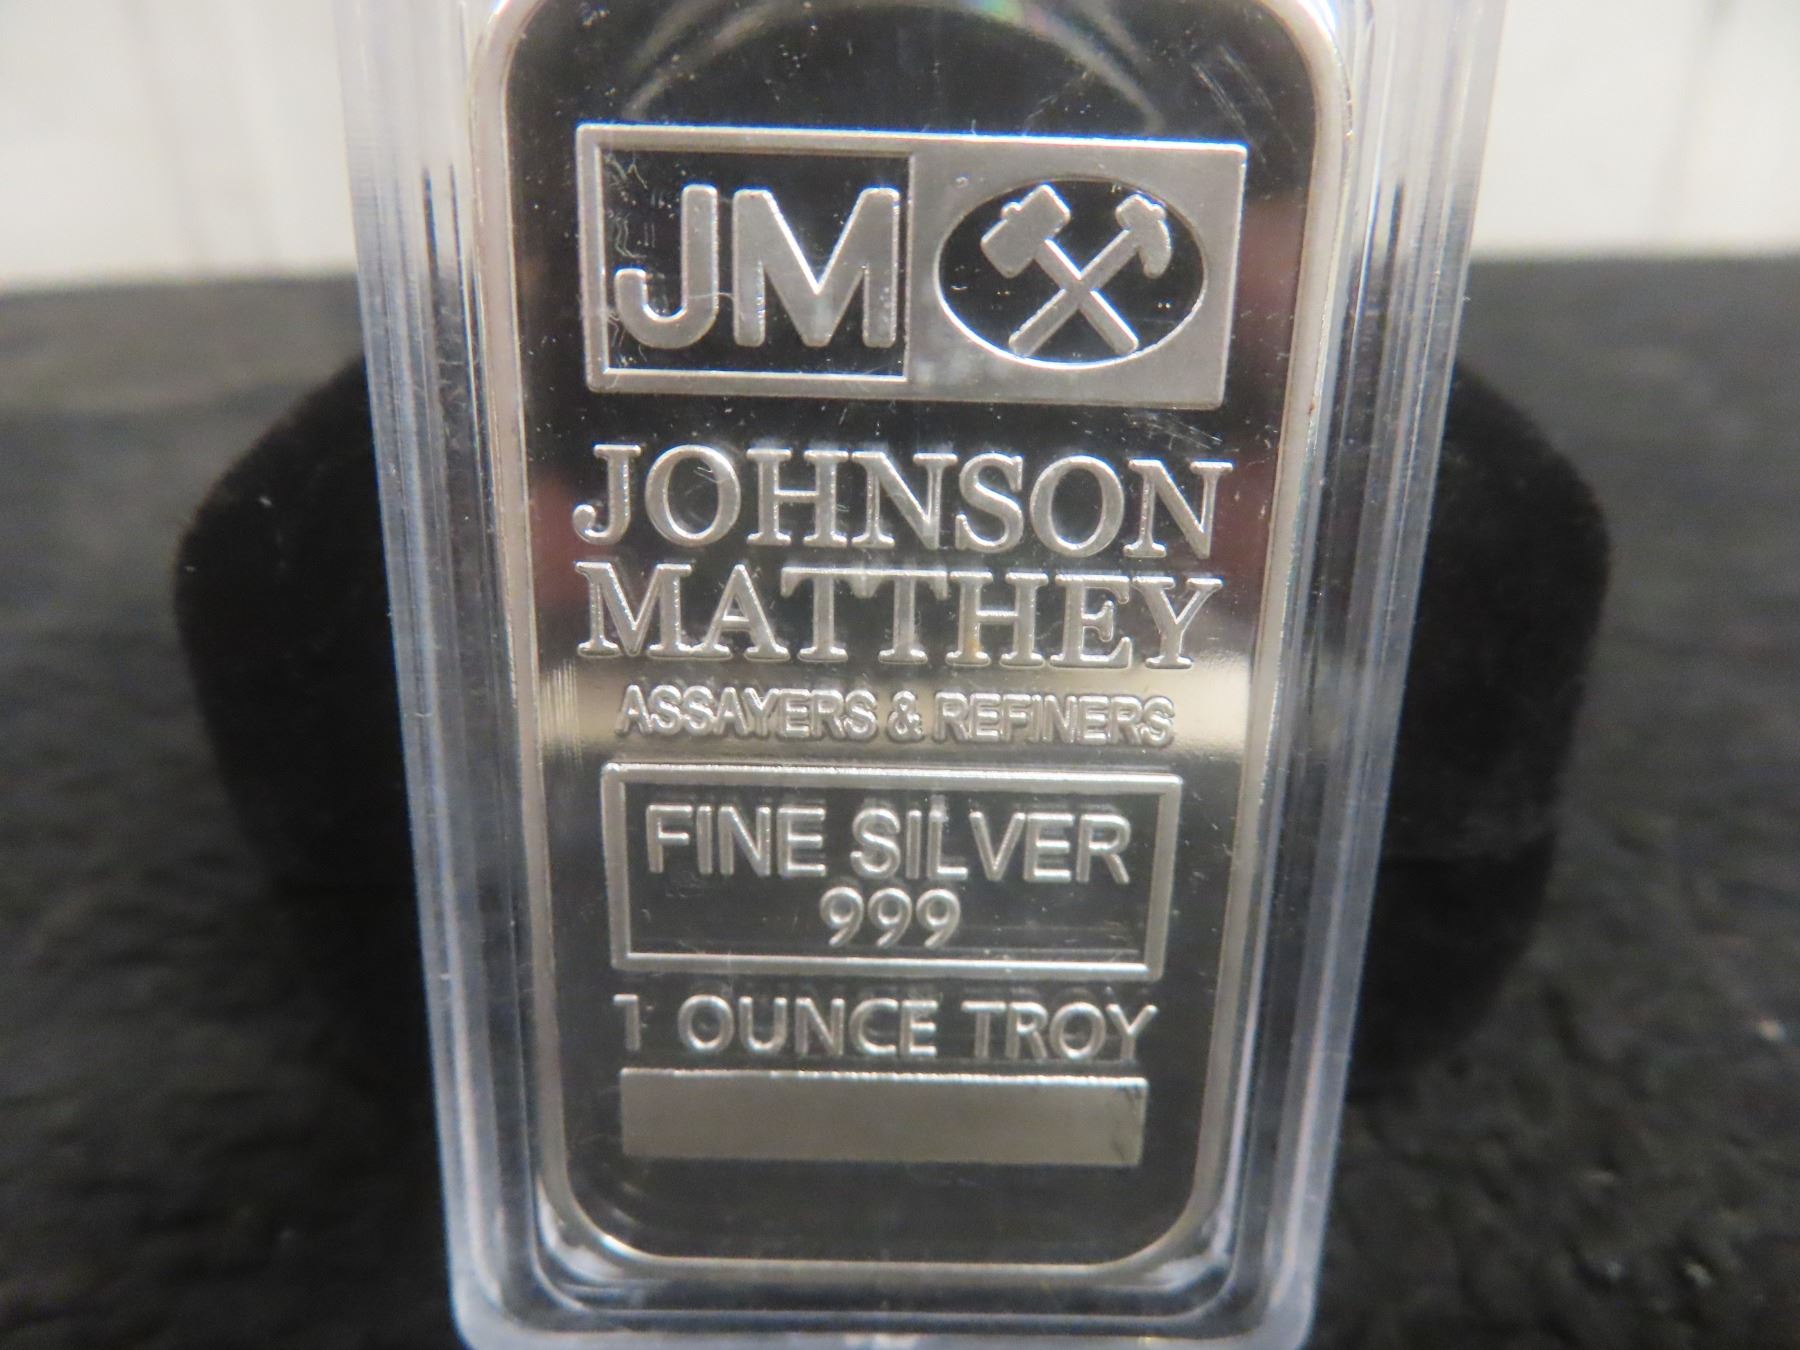 JM
JOHNSON
MATTHEY
ASSAYERS & REFINERS
FINE SILVER
999
1 OUNCE TROY